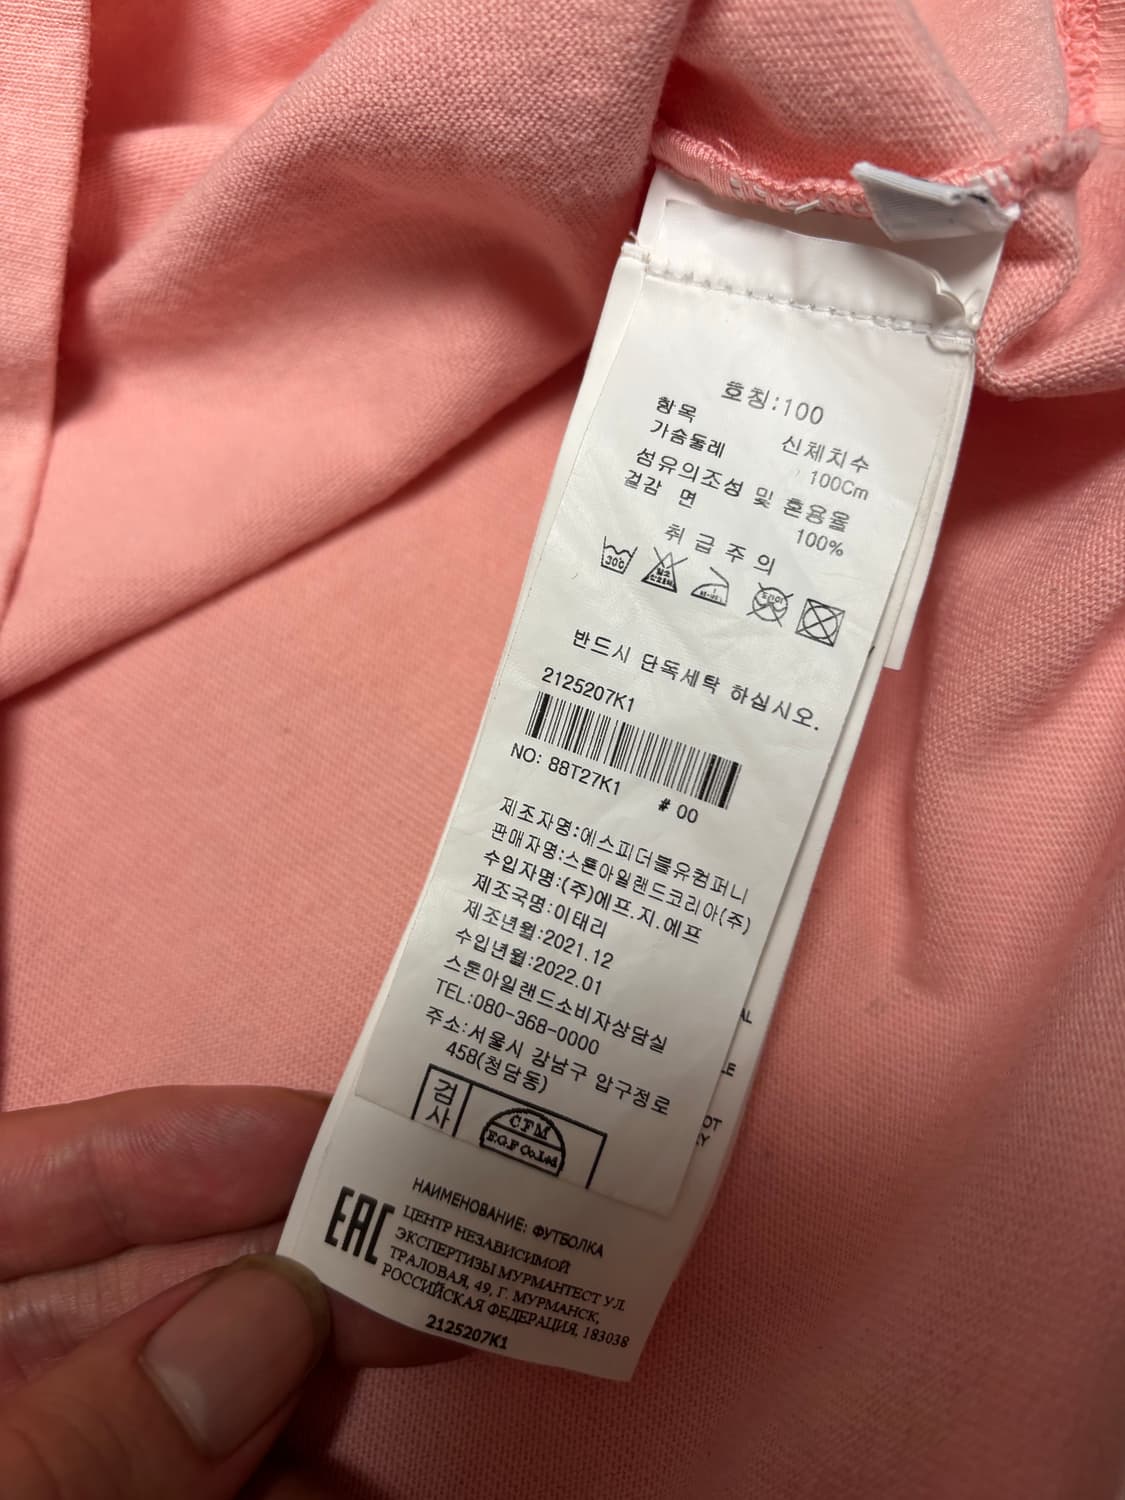 호칭:100
항목 신체치수
가슴둘레 100Cm
섬유의조성 및 혼용율
겉감 면 100%
취급주의
30℃
반드시 단독세탁 하십시오.
2125207K1
NO: 88T27K1 # 00
제조자명:에스피더블유컴퍼니
판매자명:스톤아일랜드코리아(주)
수입자명:(주)에프.지.에프
제조국명:이태리
제조년월:2021.12
수입년월:2022.01
스톤아일랜드소비자상담실
TEL:080-368-0000
주소:서울시 강남구 압구정로
458(청담동)
검사
CFM
F.G.F Co.Ltd
EAC
НАИМЕНОВАНИЕ: ФУТБОЛКА
ЦЕНТР НЕЗАВИСИМОЙ
ЭКСПЕРТИЗЫ МУРМАНТЕСТ УЛ.
ТРАЛОВАЯ, 49, Г. МУРМАНСК,
РОССИЙСКАЯ ФЕДЕРАЦИЯ, 183038
2125207K1